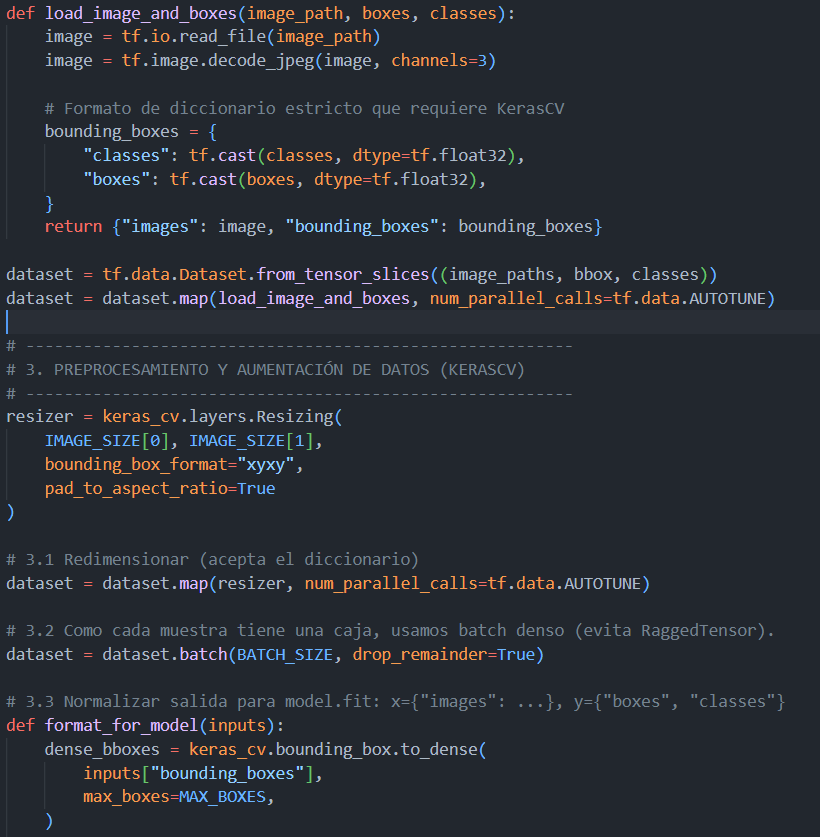 def load_image_and_boxes(image_path, boxes, classes):
    image = tf.io.read_file(image_path)
    image = tf.image.decode_jpeg(image, channels=3)

    # Formato de diccionario estricto que requiere KerasCV
    bounding_boxes = {
        "classes": tf.cast(classes, dtype=tf.float32),
        "boxes": tf.cast(boxes, dtype=tf.float32),
    }
    return {"images": image, "bounding_boxes": bounding_boxes}

dataset = tf.data.Dataset.from_tensor_slices((image_paths, bbox, classes))
dataset = dataset.map(load_image_and_boxes, num_parallel_calls=tf.data.AUTOTUNE)

# ---------------------------------------------------------
# 3. PREPROCESAMIENTO Y AUMENTACIÓN DE DATOS (KERASCV)
# ---------------------------------------------------------
resizer = keras_cv.layers.Resizing(
    IMAGE_SIZE[0], IMAGE_SIZE[1],
    bounding_box_format="xyxy",
    pad_to_aspect_ratio=True
)

# 3.1 Redimensionar (acepta el diccionario)
dataset = dataset.map(resizer, num_parallel_calls=tf.data.AUTOTUNE)

# 3.2 Como cada muestra tiene una caja, usamos batch denso (evita RaggedTensor).
dataset = dataset.batch(BATCH_SIZE, drop_remainder=True)

# 3.3 Normalizar salida para model.fit: x={"images": ...}, y={"boxes", "classes"}
def format_for_model(inputs):
    dense_bboxes = keras_cv.bounding_box.to_dense(
        inputs["bounding_boxes"],
        max_boxes=MAX_BOXES,
    )